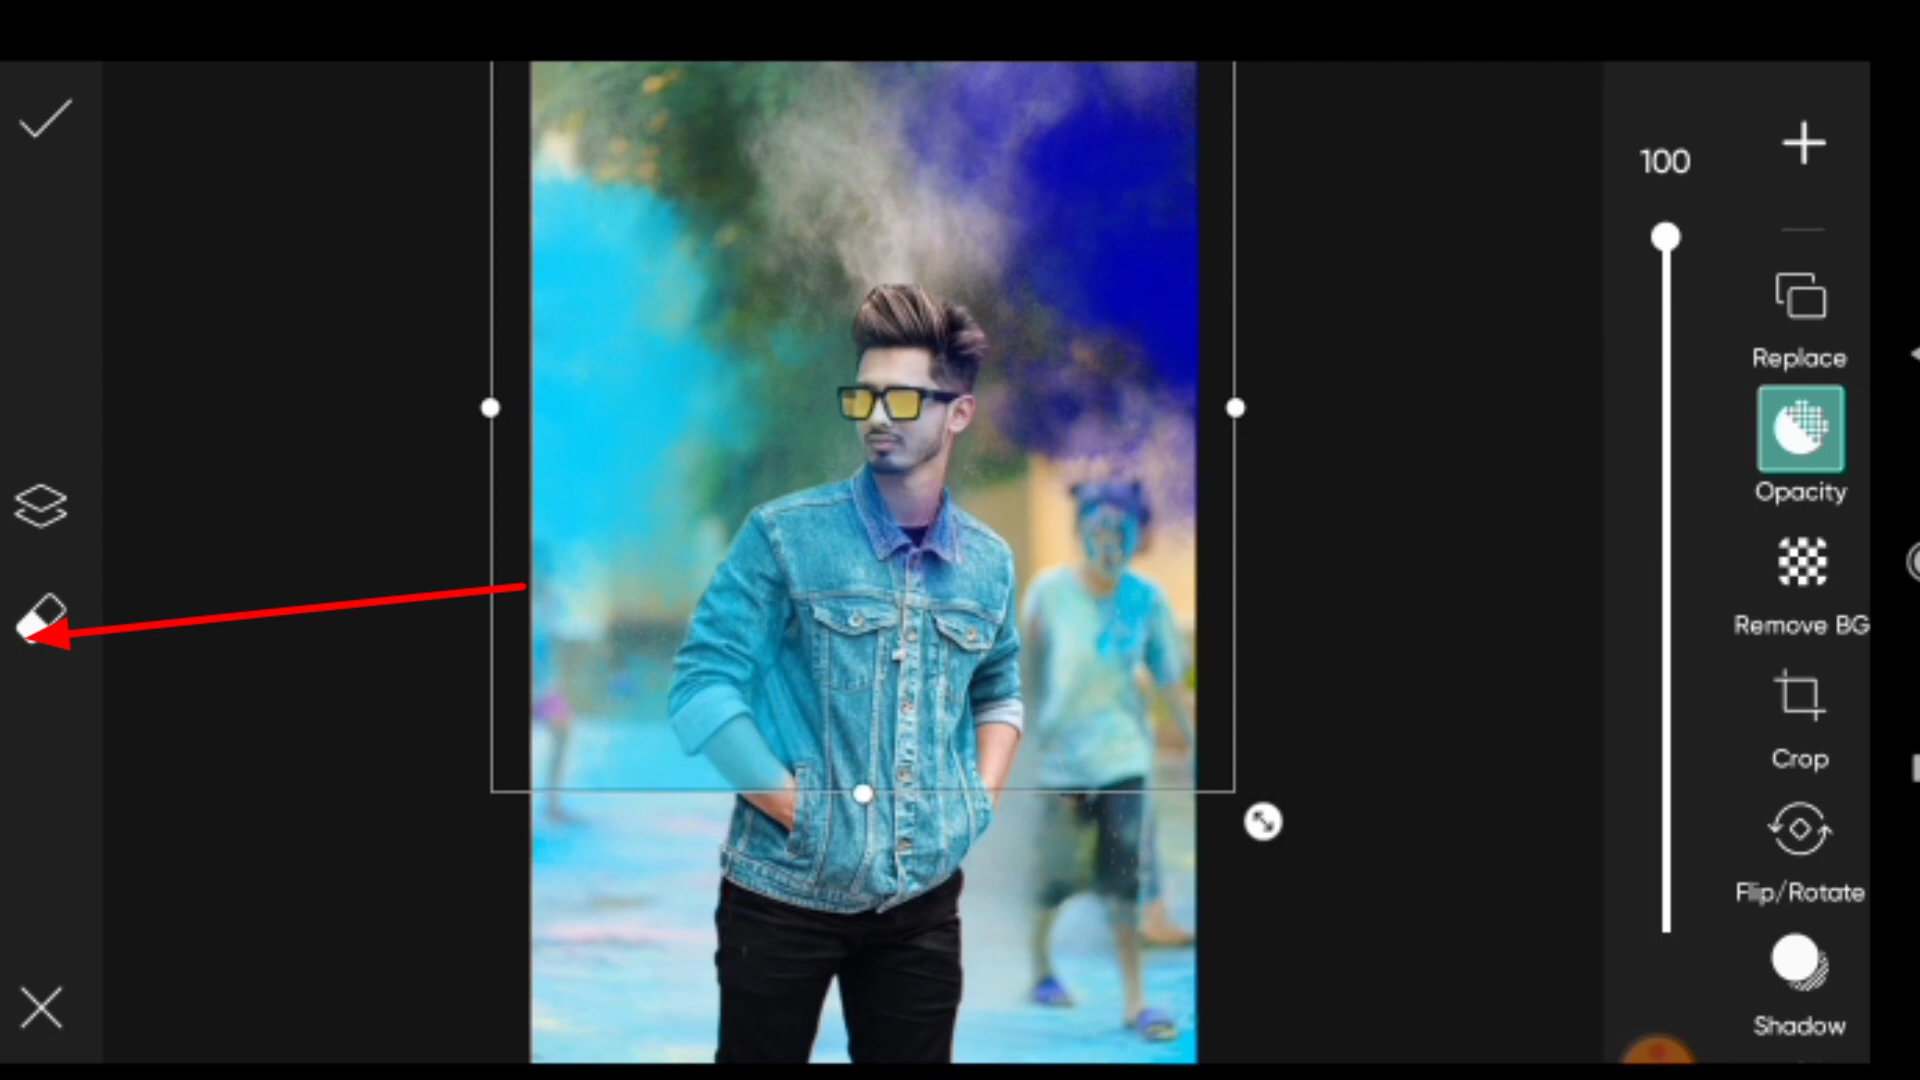 100
Replace
Opacity
Remove BG
Crop
Flip/Rotate
Shadow